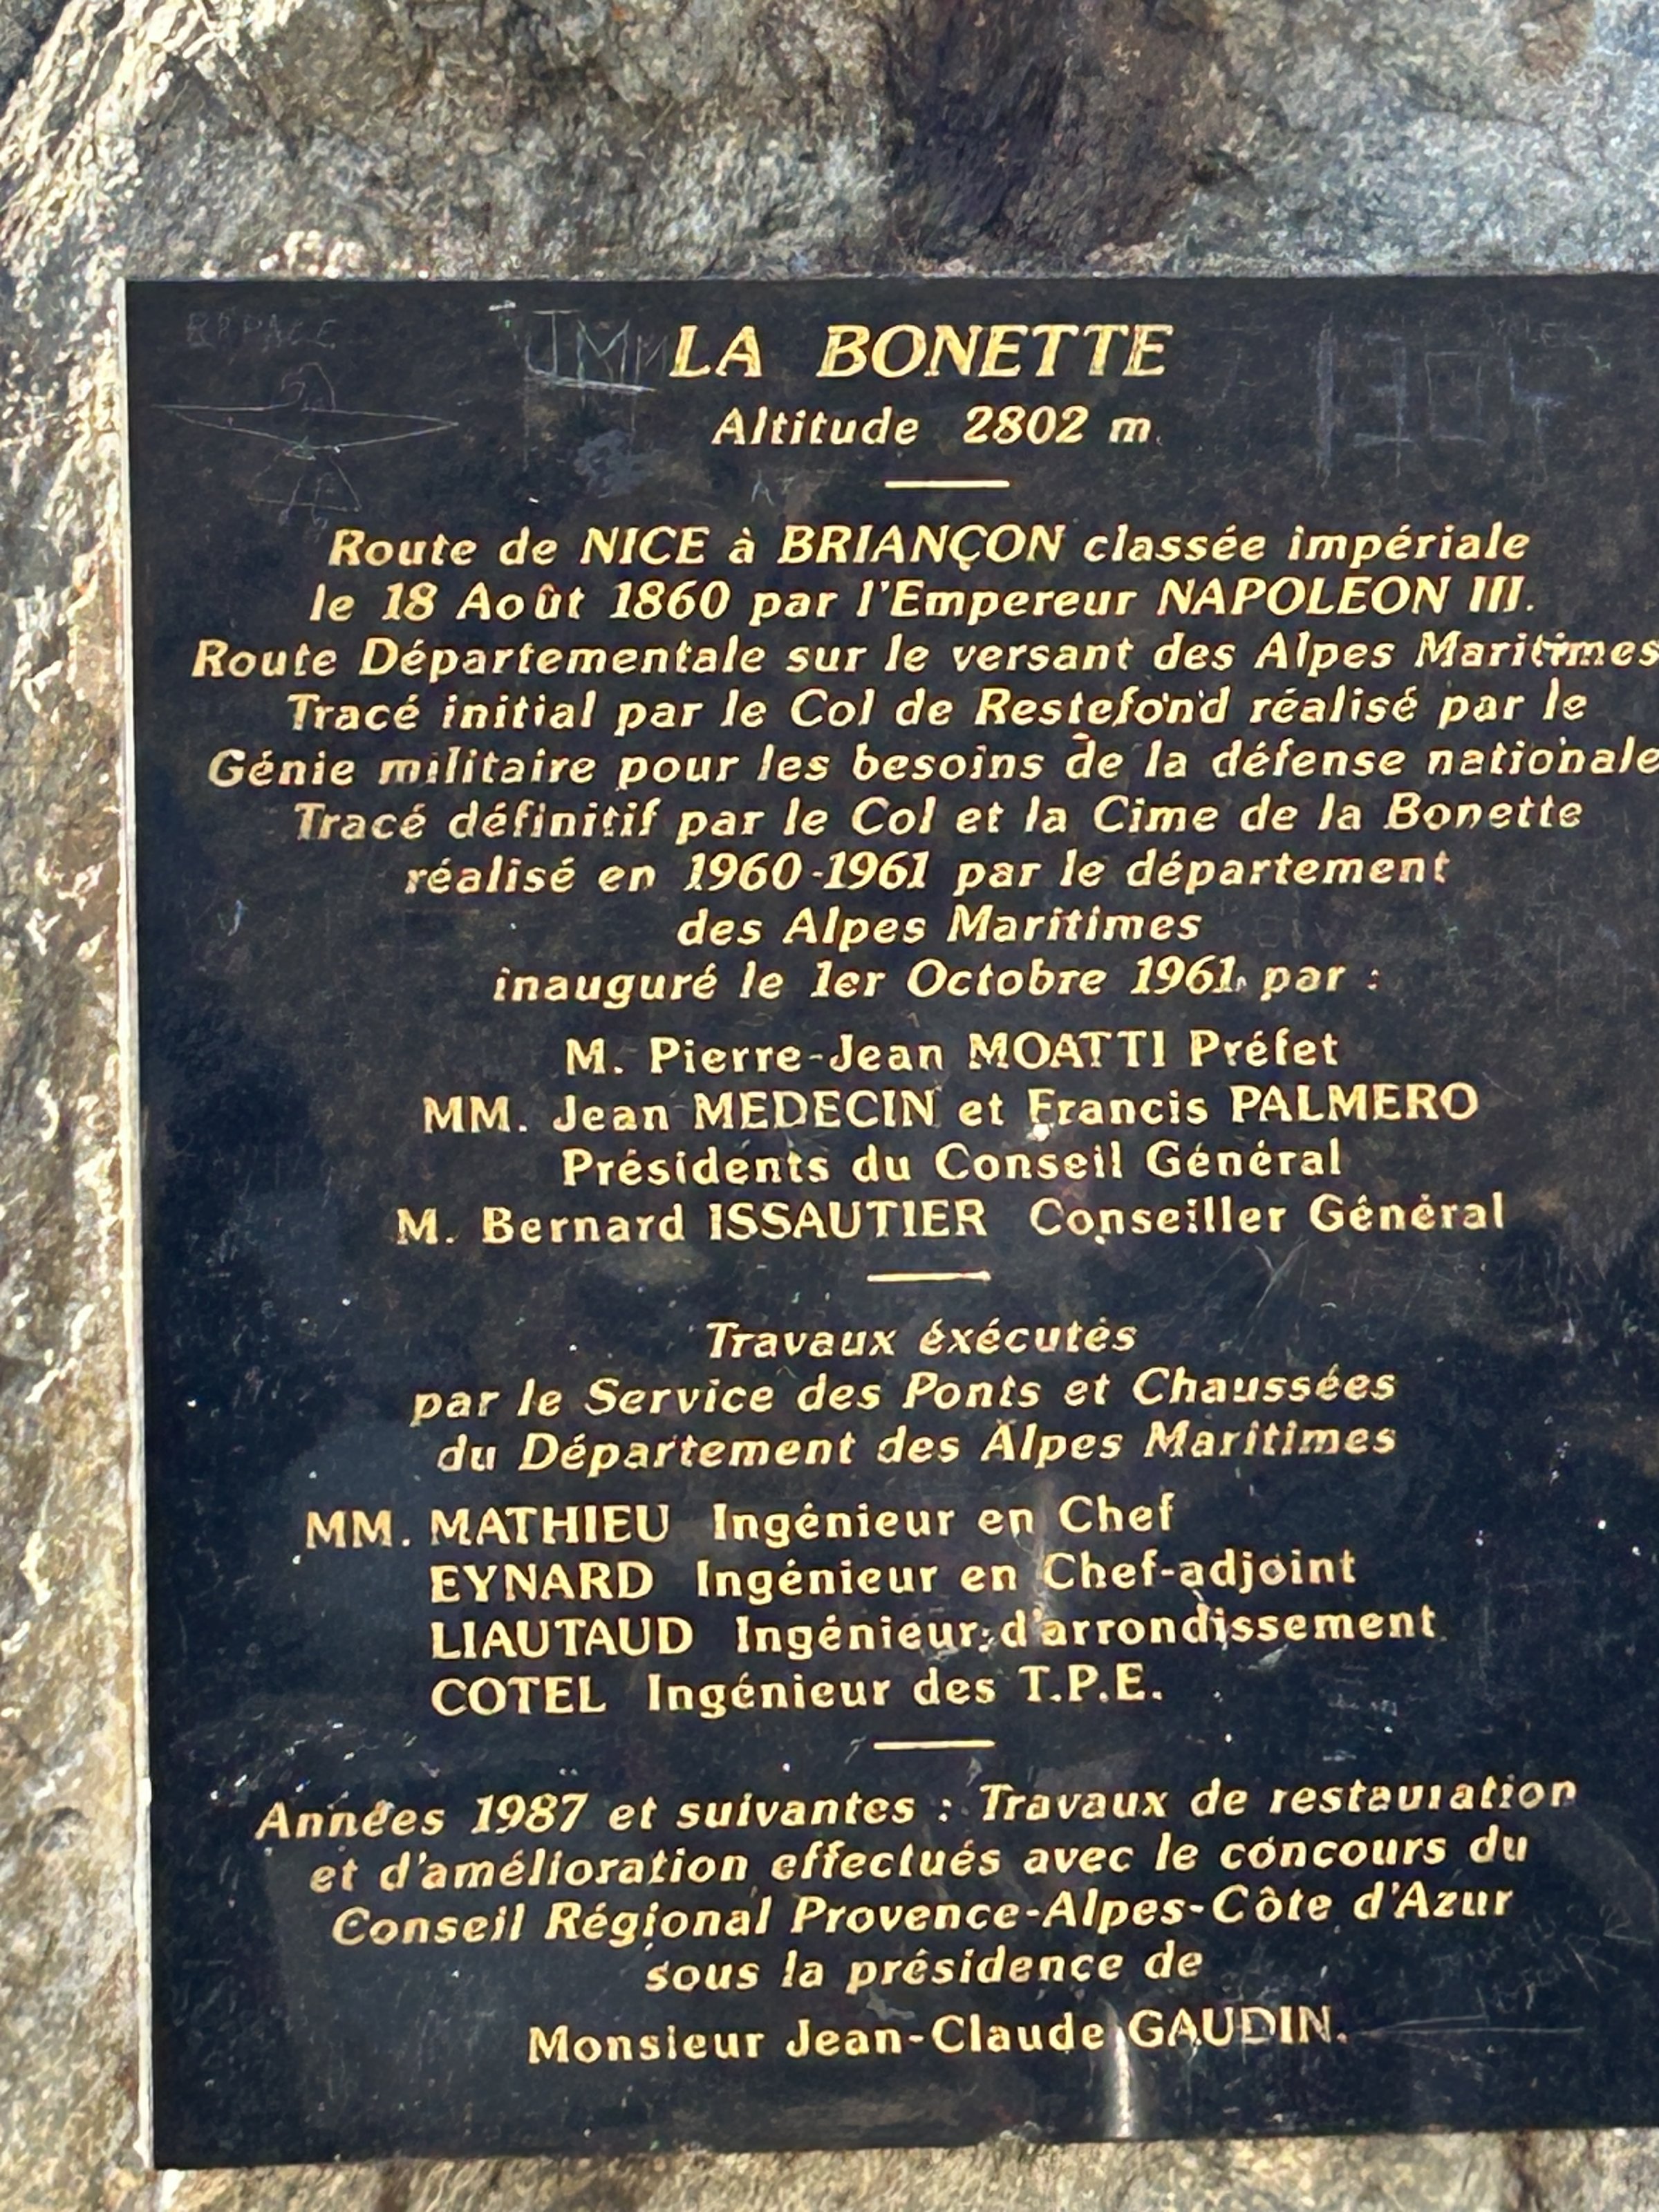 LA BONETTE
Altitude 2802 m.
Route de NICE à BRIANÇON classée impériale
le 18 Août 1860 par l'Empereur NAPOLEON III.
Route Départementale sur le versant des Alpes Maritimes
Tracé initial par le Col de Restefond réalisé par le
Génie militaire pour les besoins de la défense nationale
Tracé définitif par le Col et la Cime de la Bonette
réalisé en 1960-1961 par le département
des Alpes Maritimes
inauguré le 1er Octobre 1961 par :
M. Pierre-Jean MOATTI Préfet
MM. Jean MEDECIN et Francis PALMERO
Présidents du Conseil Général
M. Bernard ISSAUTIER Conseiller Général
Travaux éxécutés
par le Service des Ponts et Chaussées
du Département des Alpes Maritimes
MM. MATHIEU Ingénieur en Chef
EYNARD Ingénieur en Chef-adjoint
LIAUTAUD Ingénieur d'arrondissement
COTEL Ingénieur des T.P.E.
Années 1987 et suivantes : Travaux de restauration
et d'amélioration effectués avec le concours du
Conseil Régional Provence-Alpes-Côte d'Azur
sous la présidence de
Monsieur Jean-Claude GAUDIN.